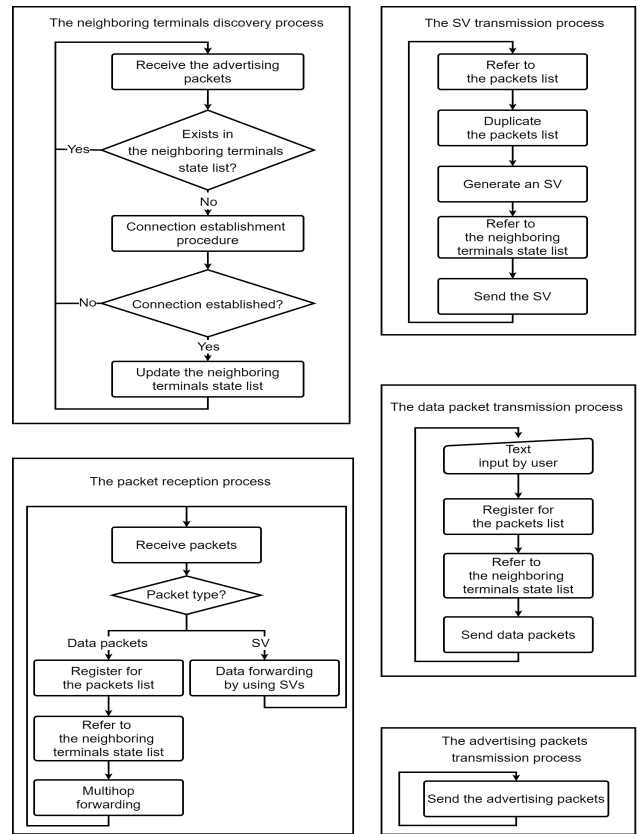 The neighboring terminals discovery process
Receive the advertising
packets
Exists in
the neighboring terminals
state list?
Yes
No
Connection establishment
procedure
Connection established?
No
Yes
Update the neighboring
terminals state list
The SV transmission process
Refer to
the packets list
Duplicate
the packets list
Generate an SV
Refer to
the neighboring
terminals state list
Send the SV
The packet reception process
Receive packets
Packet type?
Data packets
SV
Register for
the packets list
Data forwarding
by using SVs
Refer to
the neighboring
terminals state list
Multihop
forwarding
The data packet transmission process
Text
input by user
Register for
the packets list
Refer to
the neighboring
terminals state list
Send data packets
The advertising packets
transmission process
Send the advertising packets